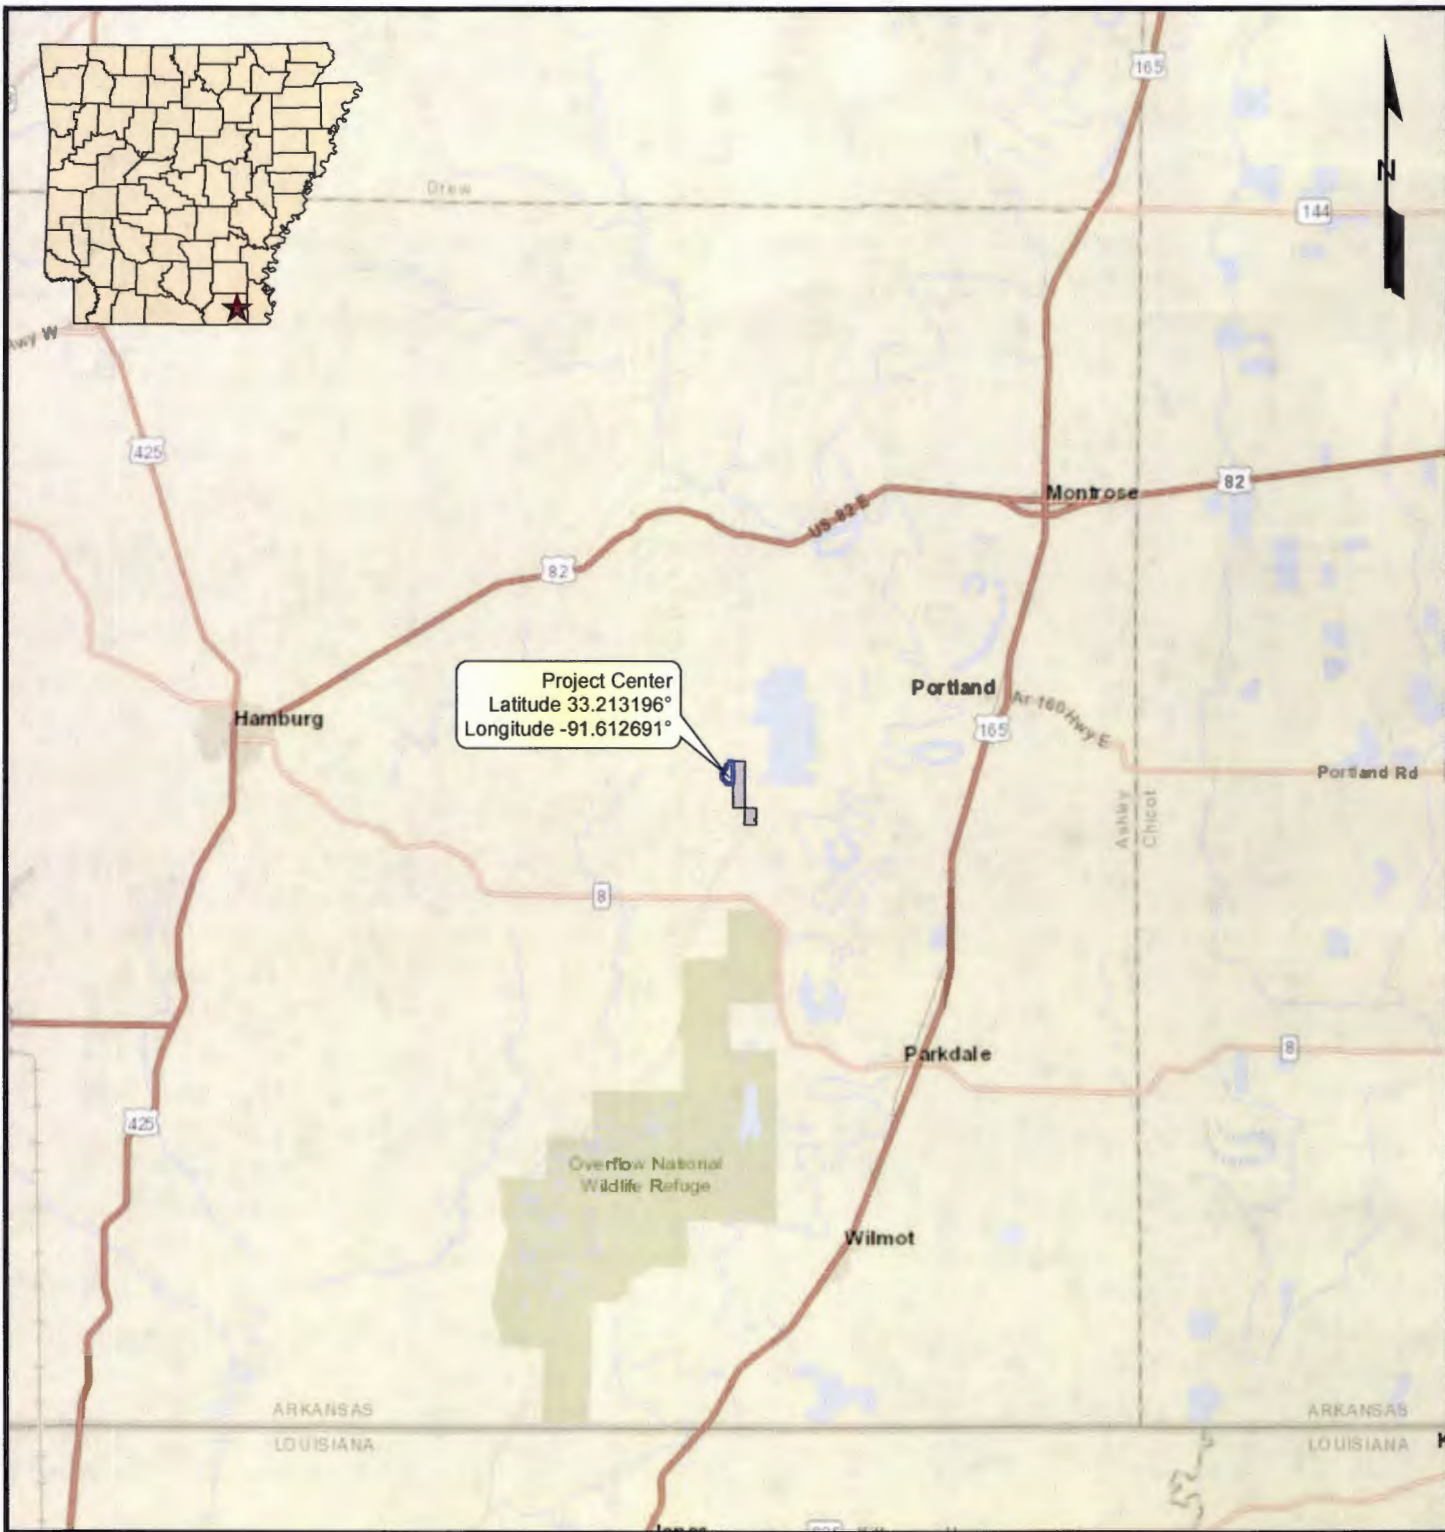 165
N
Drew
144
Hwy W
425
Montrose
82
US 82 E
82
Project Center
Latitude 33.213196°
Longitude -91.612691°
Portland
Ar 160 Hwy E
165
Hamburg
Portland Rd
Ashley
Chicot
8
Parkdale
8
425
Overflow National
Wildlife Refuge
Wilmot
ARKANSAS
ARKANSAS
LOUISIANA
LOUISIANA
K
Jones